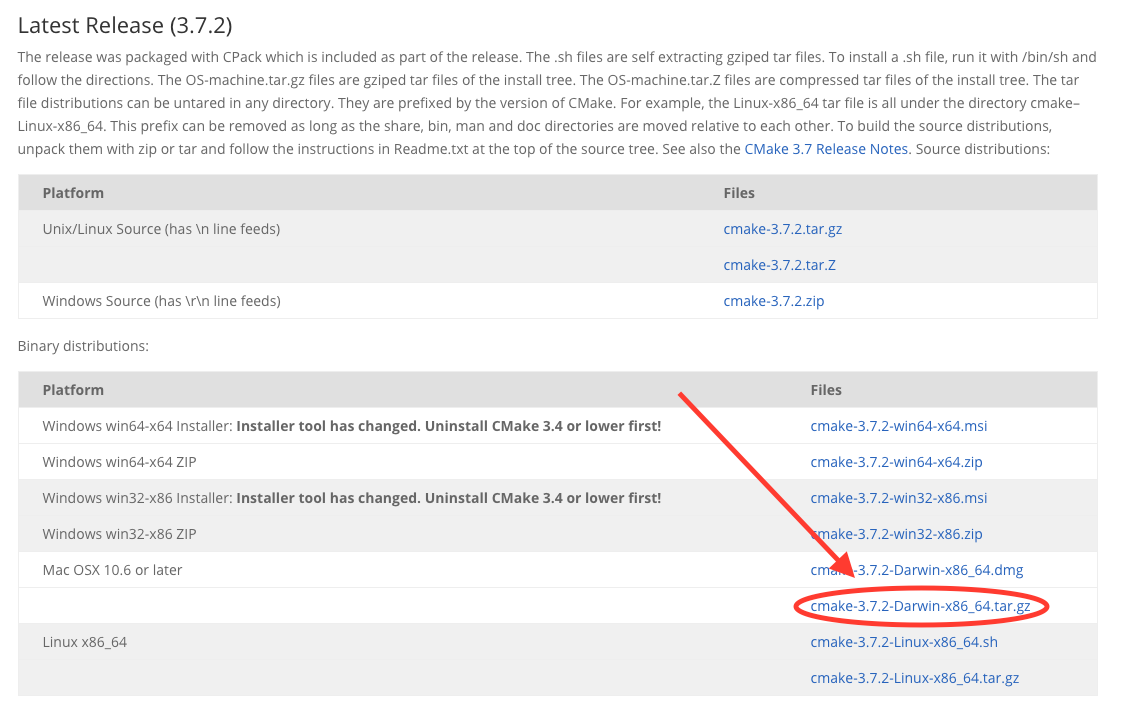 Latest Release (3.7.2)
The release was packaged with CPack which is included as part of the release. The .sh files are self extracting gziped tar files. To install a .sh file, run it with /bin/sh and
follow the directions. The OS-machine.tar.gz files are gziped tar files of the install tree. The OS-machine.tar.Z files are compressed tar files of the install tree. The tar
file distributions can be untared in any directory. They are prefixed by the version of CMake. For example, the Linux-x86_64 tar file is all under the directory cmake–
Linux-x86_64. This prefix can be removed as long as the share, bin, man and doc directories are moved relative to each other. To build the source distributions,
unpack them with zip or tar and follow the instructions in Readme.txt at the top of the source tree. See also the CMake 3.7 Release Notes. Source distributions:
Platform Files
Unix/Linux Source (has \n line feeds) cmake-3.7.2.tar.gz
cmake-3.7.2.tar.Z
Windows Source (has \r\n line feeds) cmake-3.7.2.zip
Binary distributions:
Platform Files
Windows win64-x64 Installer: Installer tool has changed. Uninstall CMake 3.4 or lower first! cmake-3.7.2-win64-x64.msi
Windows win64-x64 ZIP cmake-3.7.2-win64-x64.zip
Windows win32-x86 Installer: Installer tool has changed. Uninstall CMake 3.4 or lower first! cmake-3.7.2-win32-x86.msi
Windows win32-x86 ZIP cmake-3.7.2-win32-x86.zip
Mac OSX 10.6 or later cmake-3.7.2-Darwin-x86_64.dmg
cmake-3.7.2-Darwin-x86_64.tar.gz
Linux x86_64 cmake-3.7.2-Linux-x86_64.sh
cmake-3.7.2-Linux-x86_64.tar.gz